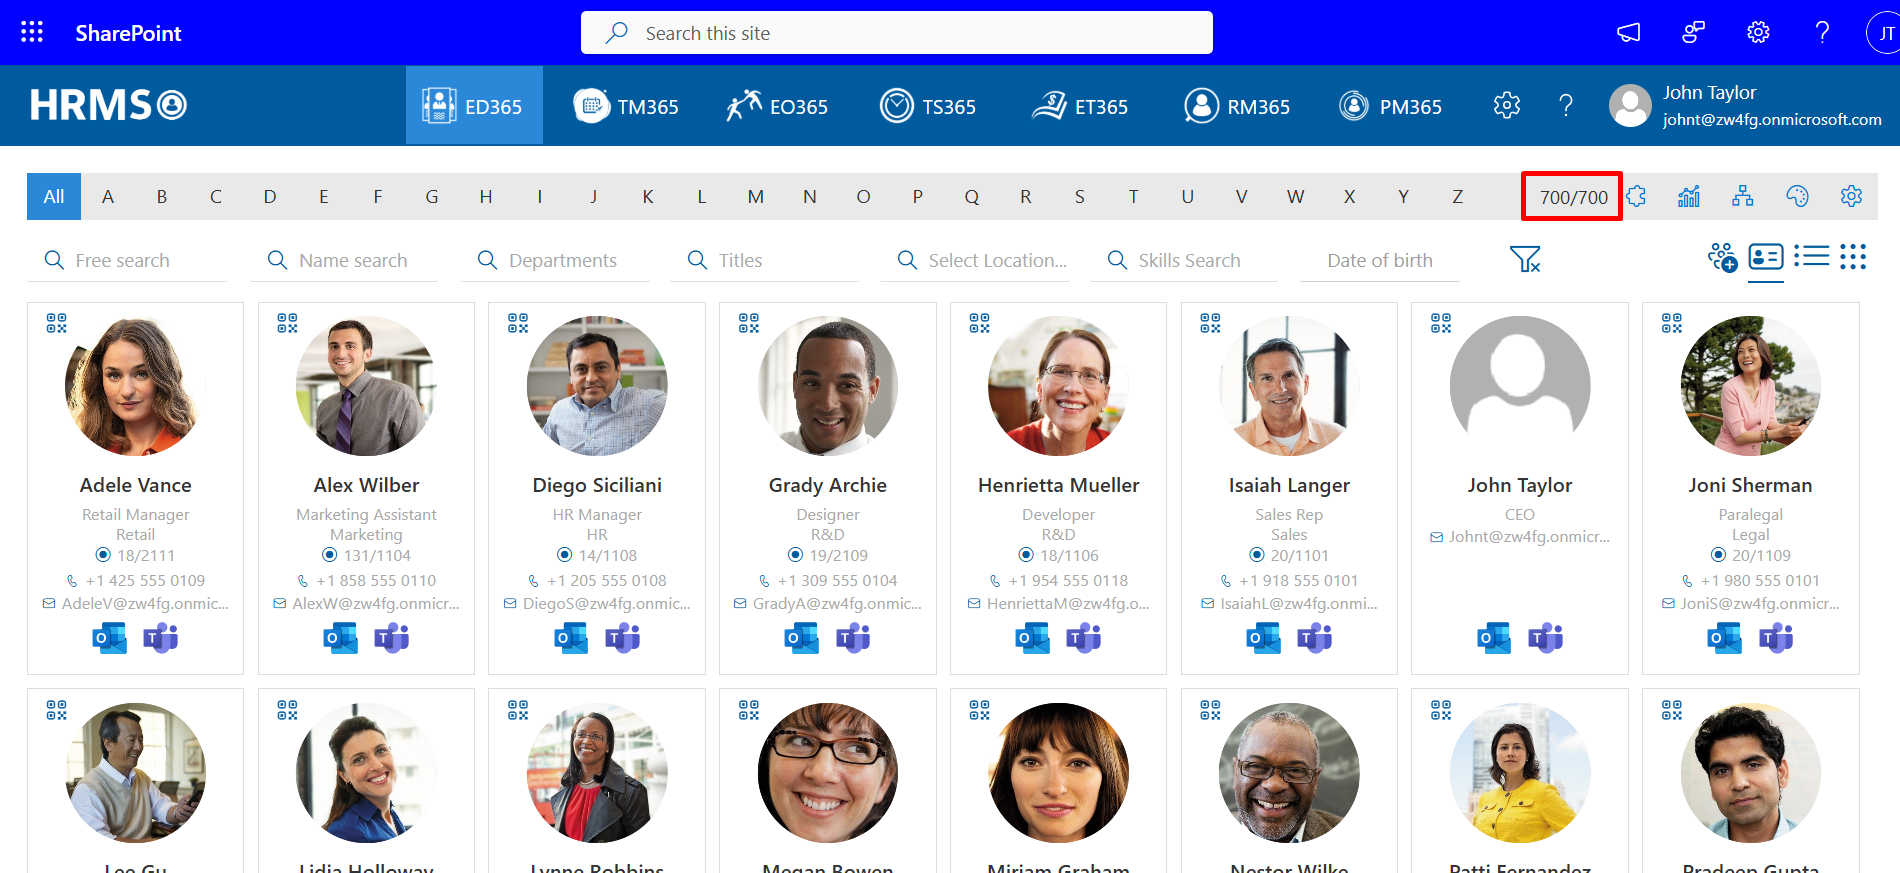 SharePoint
Search this site
JT
HRMS
ED365
TM365
EO365
TS365
ET365
RM365
PM365
John Taylor
johnt@zw4fg.onmicrosoft.com
All A B C D E F G H I J K L M N O P Q R S T U V W X Y Z 700/700
Free search
Name search
Departments
Titles
Select Location...
Skills Search
Date of birth
Adele Vance
Retail Manager
Retail
18/2111
+1 425 555 0109
AdeleV@zw4fg.onmic...
Alex Wilber
Marketing Assistant
Marketing
131/1104
+1 858 555 0110
AlexW@zw4fg.onmicr...
Diego Siciliani
HR Manager
HR
14/1108
+1 205 555 0108
DiegoS@zw4fg.onmic...
Grady Archie
Designer
R&D
19/2109
+1 309 555 0104
GradyA@zw4fg.onmic...
Henrietta Mueller
Developer
R&D
18/1106
+1 954 555 0118
HenriettaM@zw4fg.o...
Isaiah Langer
Sales Rep
Sales
20/1101
+1 918 555 0101
IsaiahL@zw4fg.onmi...
John Taylor
CEO
Johnt@zw4fg.onmicr...
Joni Sherman
Paralegal
Legal
20/1109
+1 980 555 0101
JoniS@zw4fg.onmicr...
Lee Gu
Lidia Holloway
Lynne Robbins
Megan Bowen
Miriam Graham
Nestor Wilke
Patti Fernandez
Pradeep Gupta